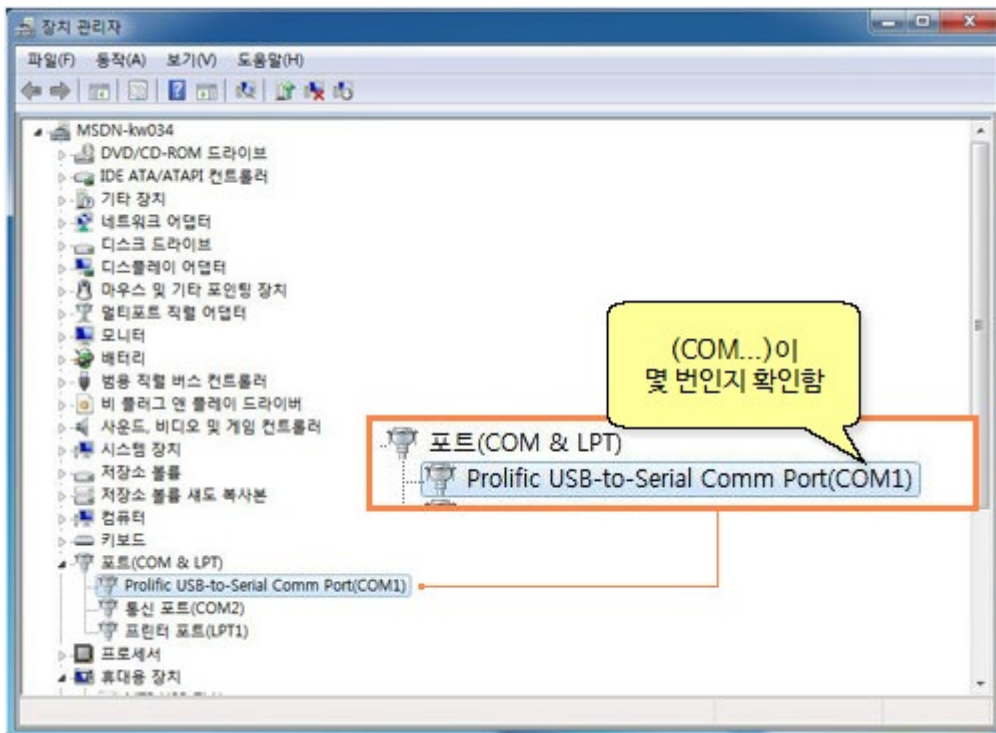 장치 관리자
파일(F) 동작(A) 보기(V) 도움말(H)
MSDN-kw034
DVD/CD-ROM 드라이브
IDE ATA/ATAPI 컨트롤러
기타 장치
네트워크 어댑터
디스크 드라이브
디스플레이 어댑터
마우스 및 기타 포인팅 장치
멀티포트 직렬 어댑터
모니터
배터리
범용 직렬 버스 컨트롤러
비 플러그 앤 플레이 드라이버
사운드, 비디오 및 게임 컨트롤러
시스템 장치
저장소 볼륨
저장소 볼륨 섀도 복사본
컴퓨터
키보드
포트(COM & LPT)
Prolific USB-to-Serial Comm Port(COM1)
통신 포트(COM2)
프린터 포트(LPT1)
프로세서
휴대용 장치
(COM...)이
몇 번인지 확인함
포트(COM & LPT)
Prolific USB-to-Serial Comm Port(COM1)